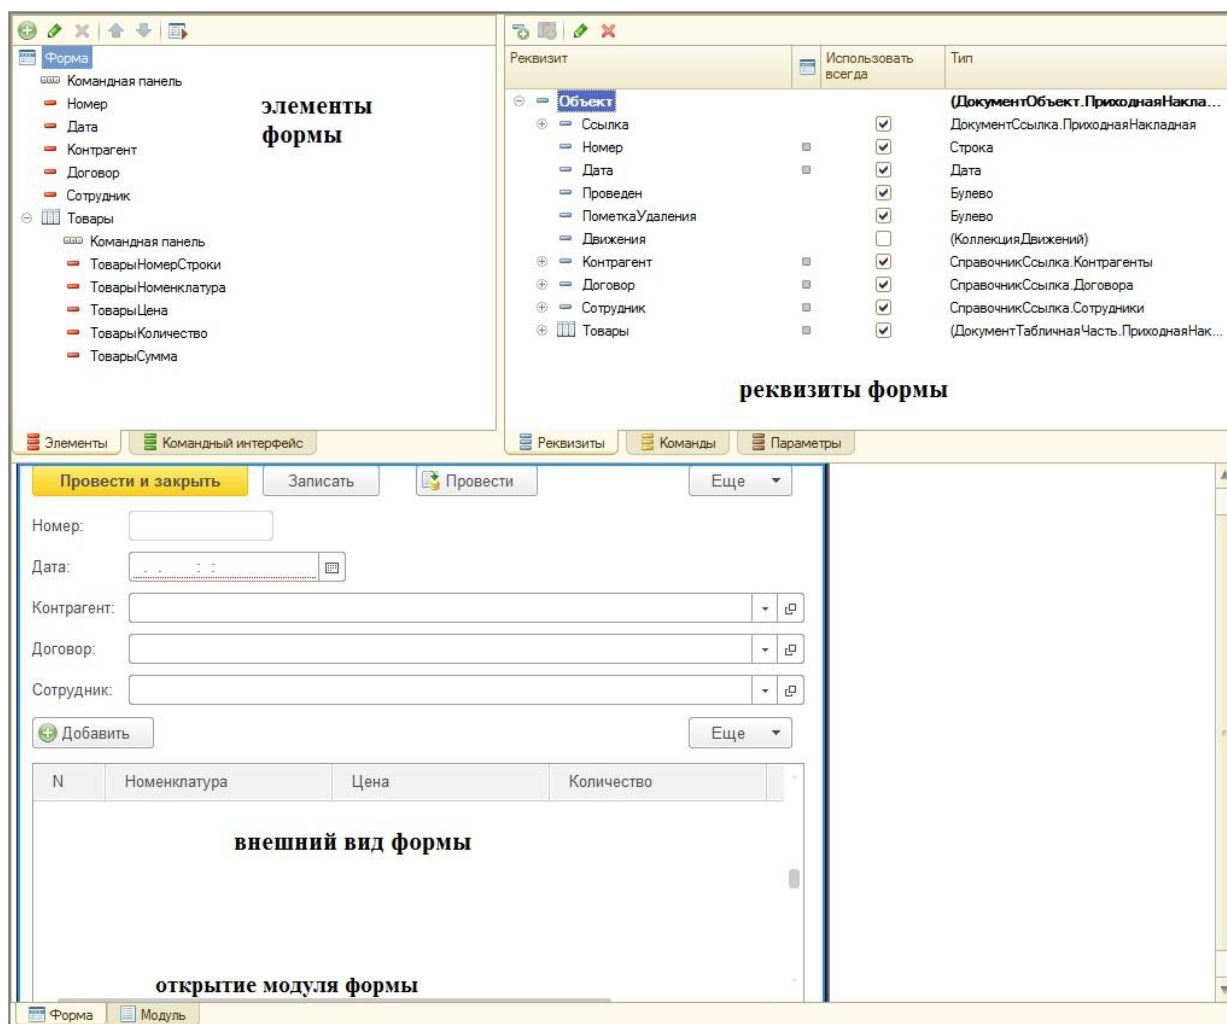 Форма
Командная панель
Номер
Дата
Контрагент
Договор
Сотрудник
Товары
Командная панель
ТоварыНомерСтроки
ТоварыНоменклатура
ТоварыЦена
ТоварыКоличество
ТоварыСумма
элементы
формы
Элементы
Командный интерфейс
Реквизит
Использовать
всегда
Тип
Объект (ДокументОбъект.ПриходнаяНакла...
Ссылка ДокументСсылка.ПриходнаяНакладная
Номер Строка
Дата Дата
Проведен Булево
ПометкаУдаления Булево
Движения (КоллекцияДвижений)
Контрагент СправочникСсылка.Контрагенты
Договор СправочникСсылка.Договора
Сотрудник СправочникСсылка.Сотрудники
Товары (ДокументТабличнаяЧасть.ПриходнаяНак...
реквизиты формы
Реквизиты
Команды
Параметры
Провести и закрыть Записать Провести Еще
Номер:
Дата: . . : :
Контрагент:
Договор:
Сотрудник:
Добавить Еще
N Номенклатура Цена Количество
внешний вид формы
открытие модуля формы
Форма Модуль